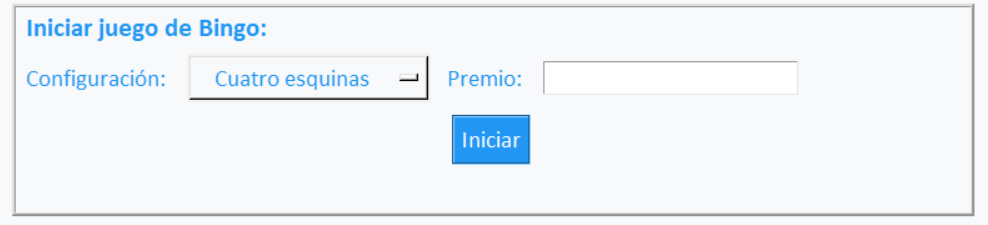 Iniciar juego de Bingo:
Configuración: Cuatro esquinas Premio:
Iniciar